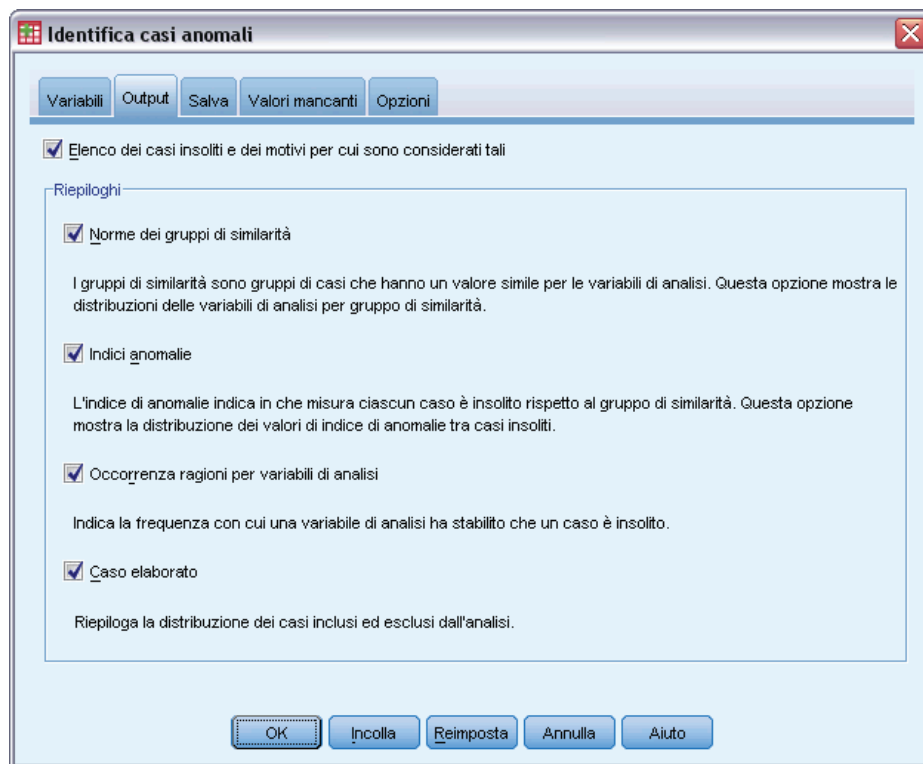 Identifica casi anomali
Variabili Output Salva Valori mancanti Opzioni
Elenco dei casi insoliti e dei motivi per cui sono considerati tali
Riepiloghi
Norme dei gruppi di similarità
I gruppi di similarità sono gruppi di casi che hanno un valore simile per le variabili di analisi. Questa opzione mostra le
distribuzioni delle variabili di analisi per gruppo di similarità.
Indici anomalie
L'indice di anomalie indica in che misura ciascun caso è insolito rispetto al gruppo di similarità. Questa opzione
mostra la distribuzione dei valori di indice di anomalie tra casi insoliti.
Occorrenza ragioni per variabili di analisi
Indica la frequenza con cui una variabile di analisi ha stabilito che un caso è insolito.
Caso elaborato
Riepiloga la distribuzione dei casi inclusi ed esclusi dall'analisi.
OK Incolla Reimposta Annulla Aiuto